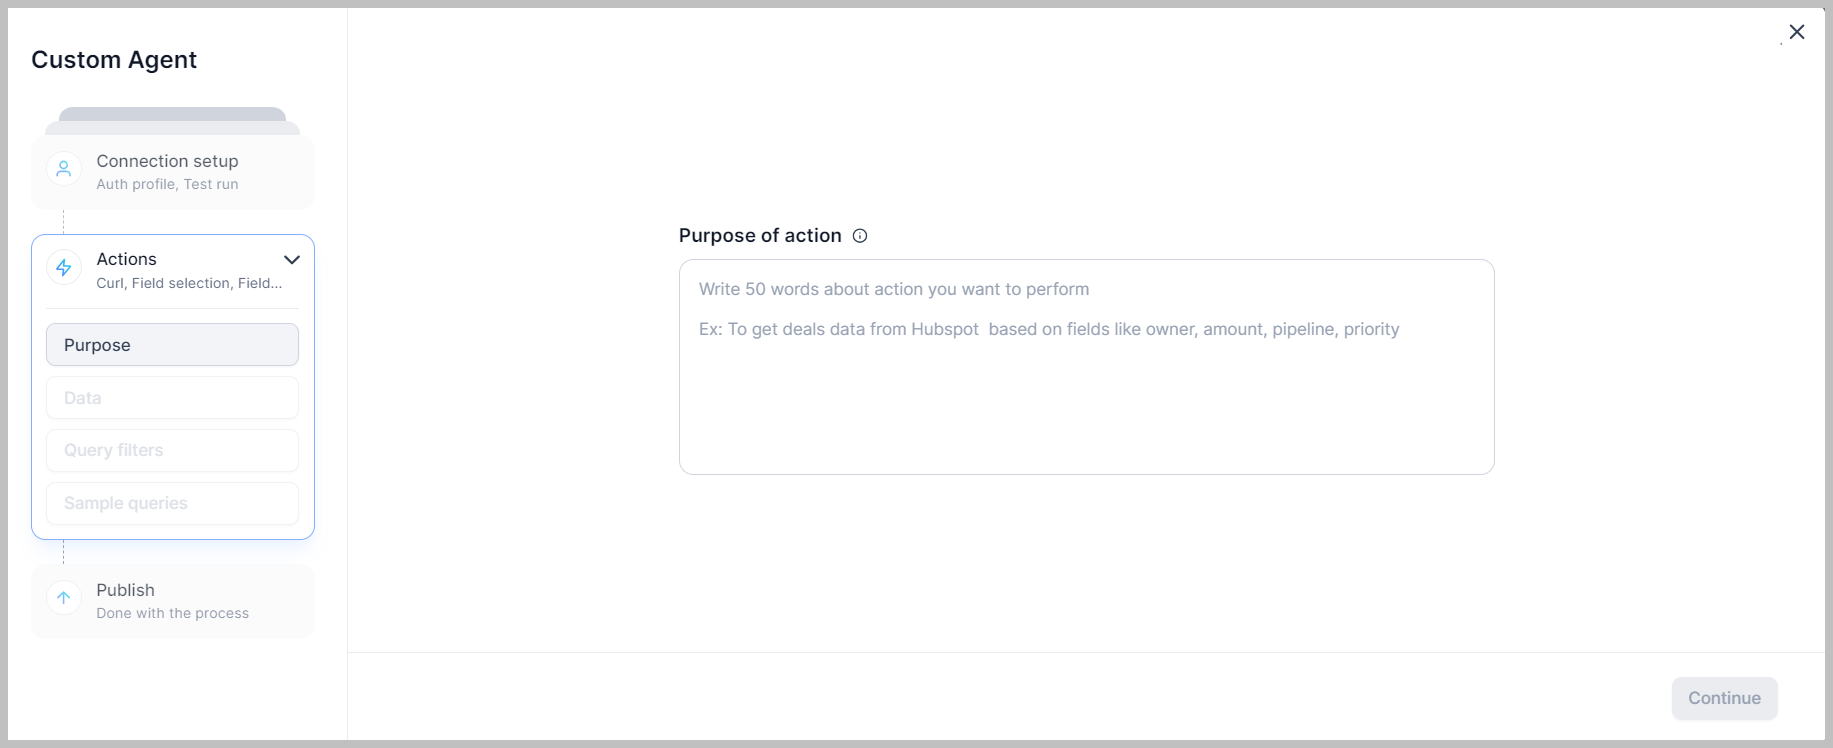 Custom Agent
Connection setup
Auth profile, Test run
Actions
Curl, Field selection, Field...
Purpose
Data
Query filters
Sample queries
Publish
Done with the process
Purpose of action
Write 50 words about action you want to perform
Ex: To get deals data from Hubspot  based on fields like owner, amount, pipeline, priority
Continue